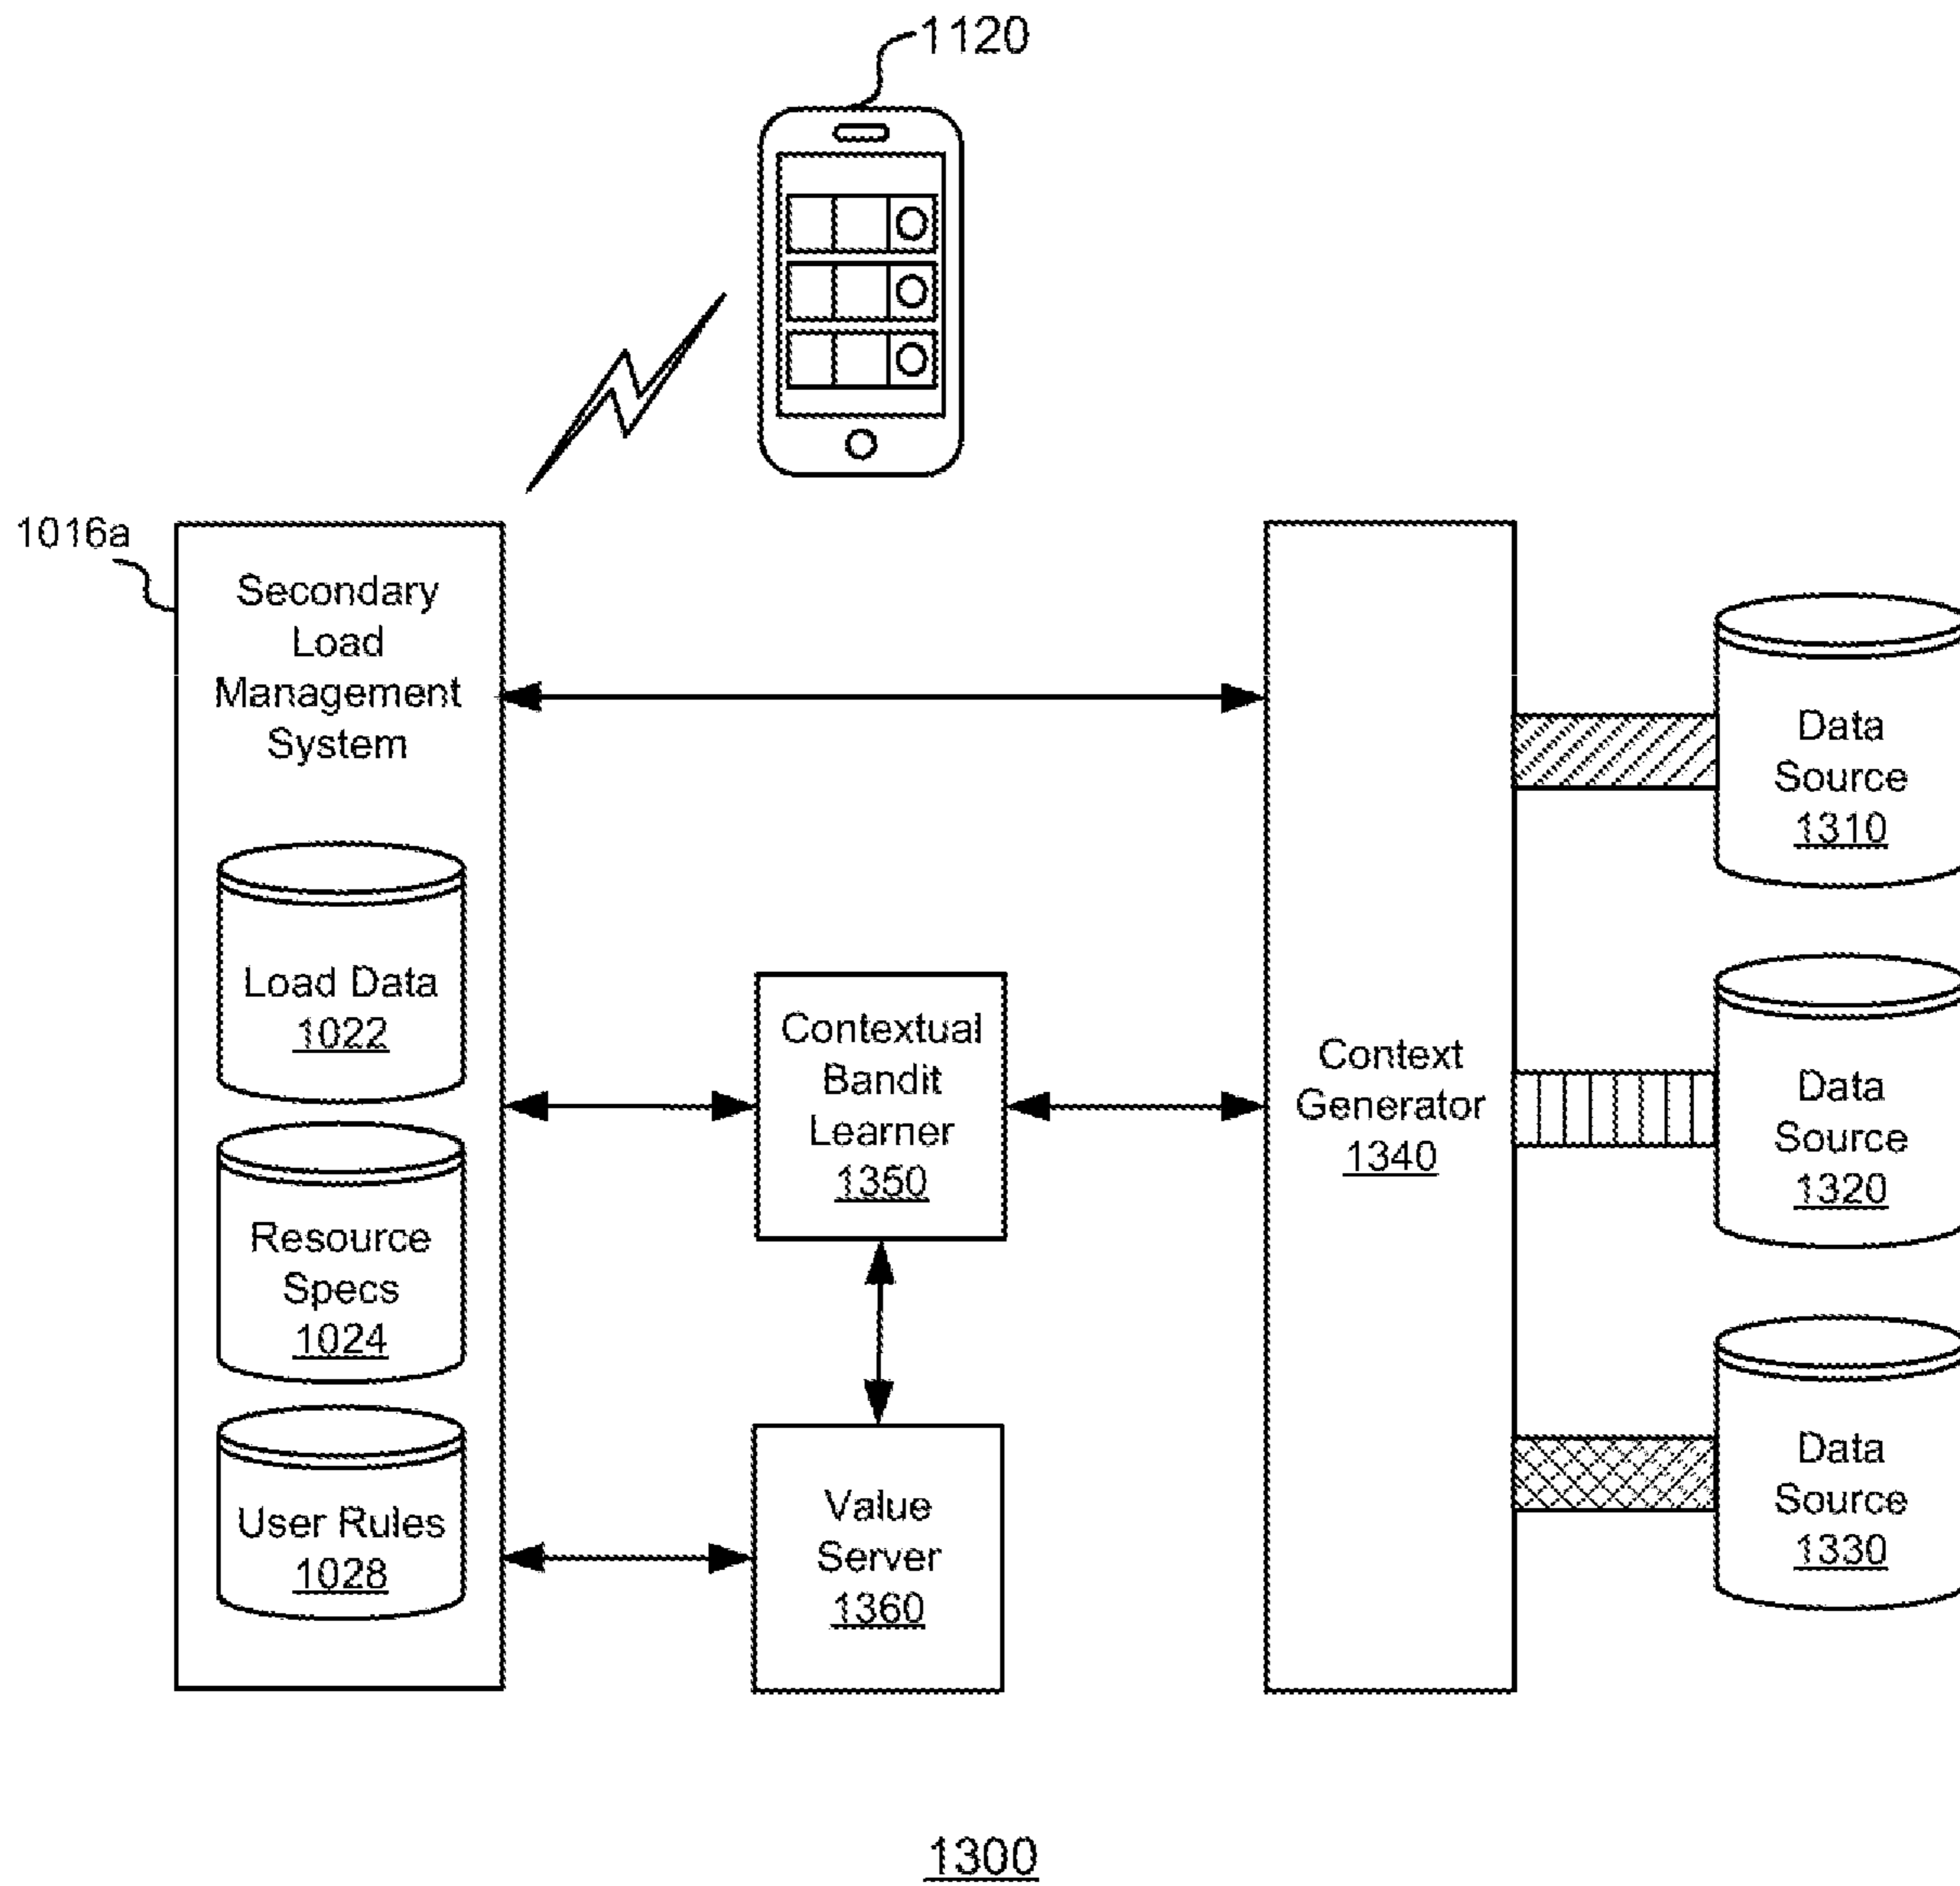 1120
1016a
Secondary
Load
Management
System
Load Data
1022
Resource
Specs
1024
User Rules
1028
Contextual
Bandit
Learner
1350
Value
Server
1360
Context
Generator
1340
Data
Source
1310
Data
Source
1320
Data
Source
1330
1300